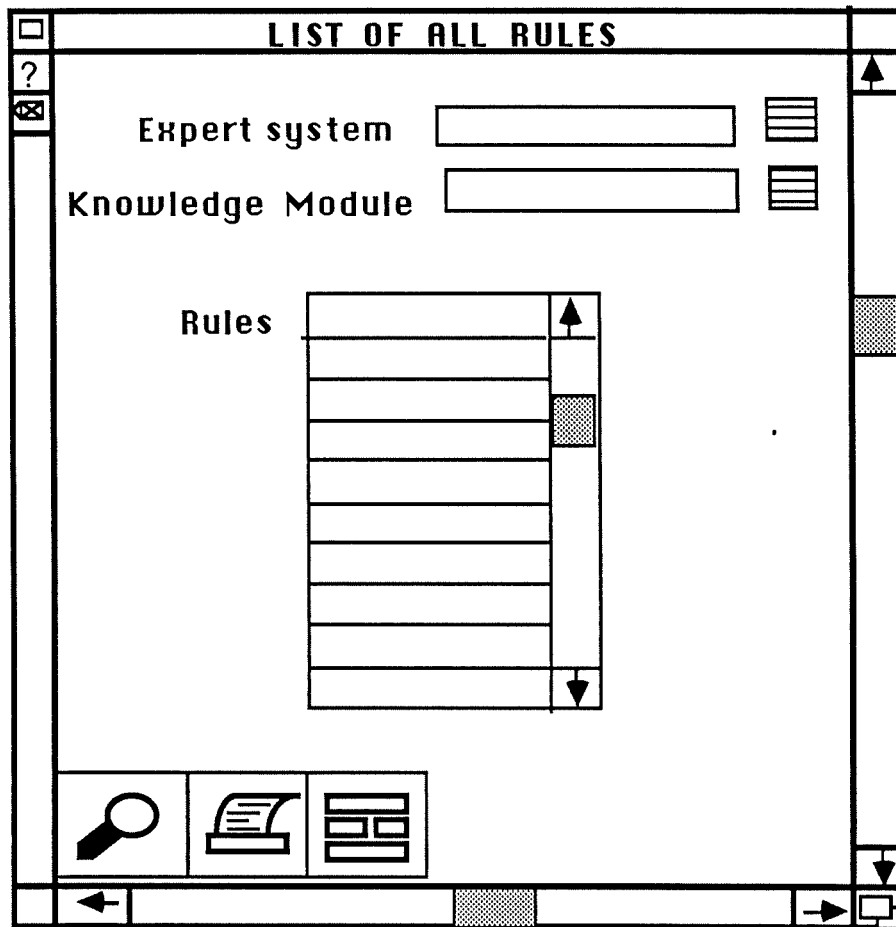 LIST OF ALL RULES
?
Expert system
Knowledge Module
Rules